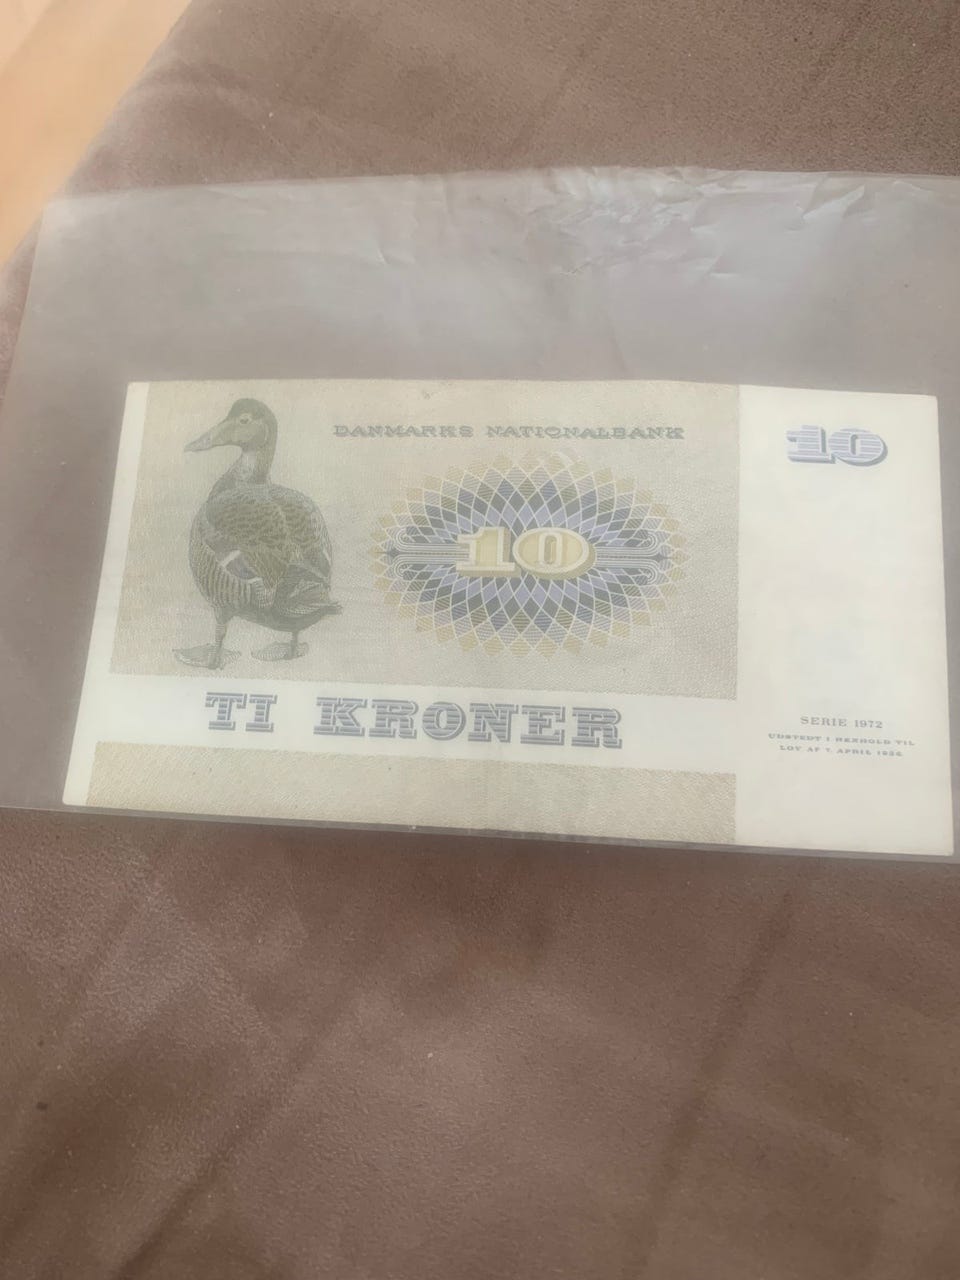 DANMARKS NATIONALBANK
10
10
TI KRONER
SERIE 1972
UDSTEDT I HENHOLD TIL
LOV AF 7. APRIL 1936